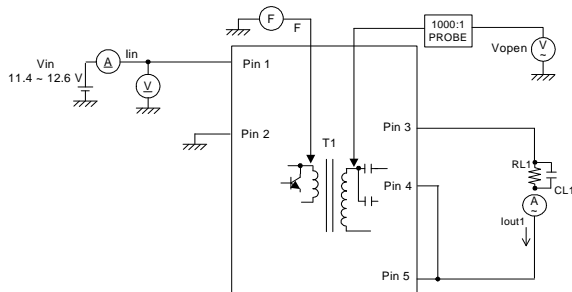 F
F
1000:1
PROBE
Vopen
V
~
Vin
11.4 ~ 12.6 V
A
Iin
V
Pin 1
Pin 2
T1
Pin 3
Pin 4
RL1
CL1
A
~
Iout1
Pin 5